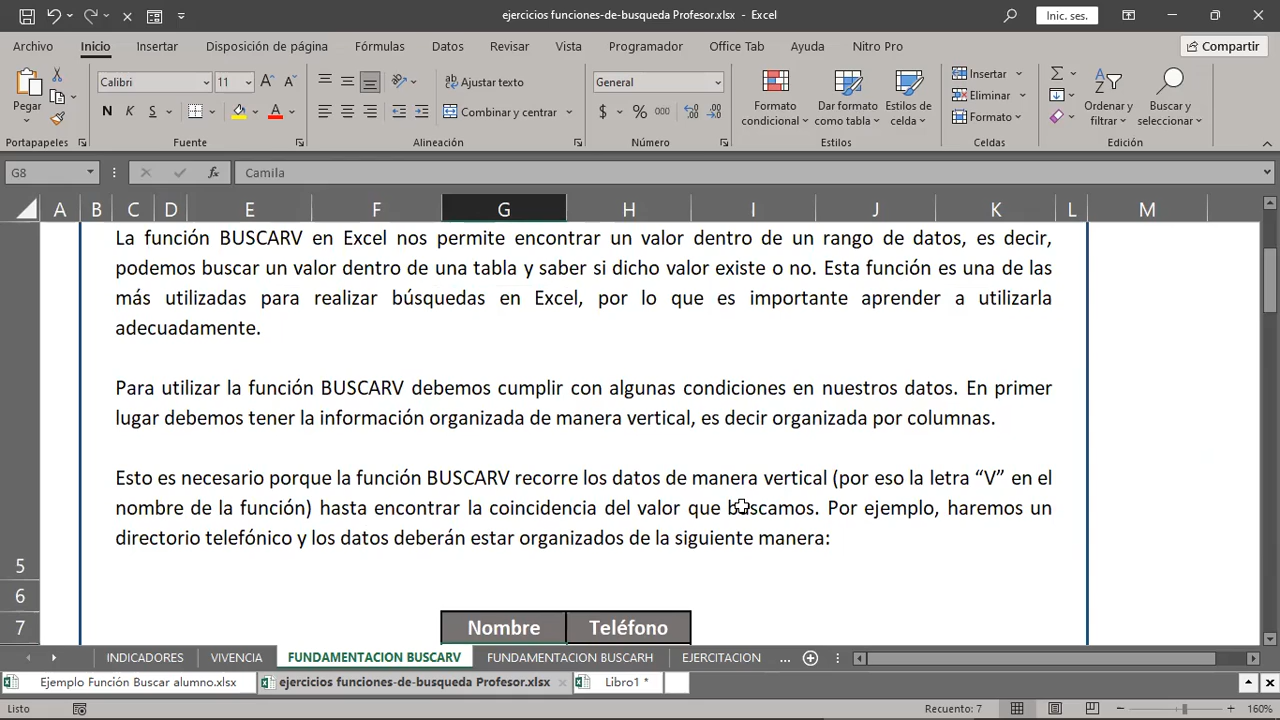 ejercicios funciones-de-busqueda Profesor.xlsx - Excel
Inic. ses.
Archivo Inicio Insertar Disposición de página Fórmulas Datos Revisar Vista Programador Office Tab Ayuda Nitro Pro Compartir
Pegar
Calibri 11
N K S
Ajustar texto
Combinar y centrar
General
$ % 000
Formato condicional
Dar formato como tabla
Estilos de celda
Insertar
Eliminar
Formato
Ordenar y filtrar
Buscar y seleccionar
Portapapeles Fuente Alineación Número Estilos Celdas Edición
G8 fx Camila
A B C D E F G H I J K L M
La función BUSCARV en Excel nos permite encontrar un valor dentro de un rango de datos, es decir,
podemos buscar un valor dentro de una tabla y saber si dicho valor existe o no. Esta función es una de las
más utilizadas para realizar búsquedas en Excel, por lo que es importante aprender a utilizarla
adecuadamente.
Para utilizar la función BUSCARV debemos cumplir con algunas condiciones en nuestros datos. En primer
lugar debemos tener la información organizada de manera vertical, es decir organizada por columnas.
Esto es necesario porque la función BUSCARV recorre los datos de manera vertical (por eso la letra “V” en el
nombre de la función) hasta encontrar la coincidencia del valor que buscamos. Por ejemplo, haremos un
directorio telefónico y los datos deberán estar organizados de la siguiente manera:
5
6
7 Nombre Teléfono
INDICADORES VIVENCIA FUNDAMENTACION BUSCARV FUNDAMENTACION BUSCARH EJERCITACION ...
Ejemplo Función Buscar alumno.xlsx ejercicios funciones-de-busqueda Profesor.xlsx Libro1 *
Listo Recuento: 7 160%